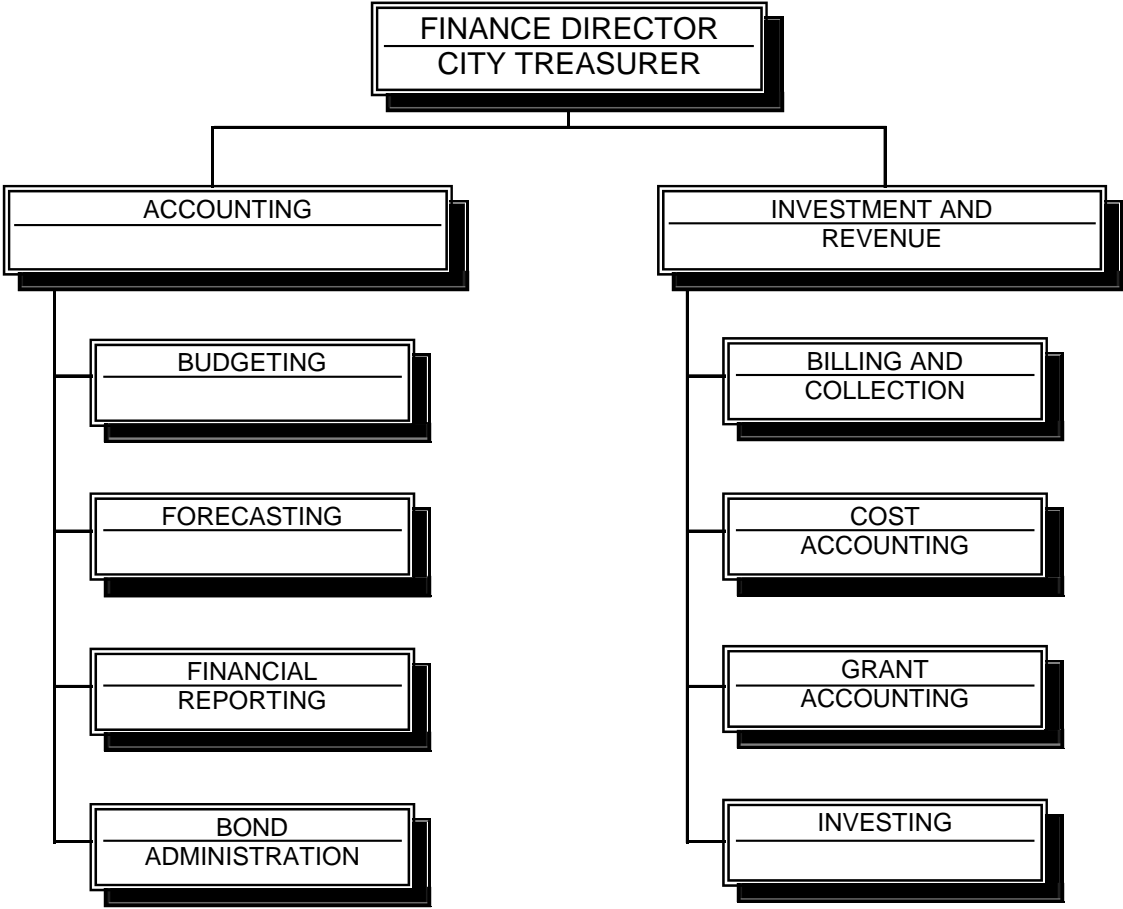 FINANCE DIRECTOR
CITY TREASURER
ACCOUNTING
INVESTMENT AND
REVENUE
BUDGETING
FORECASTING
FINANCIAL
REPORTING
BOND
ADMINISTRATION
BILLING AND
COLLECTION
COST
ACCOUNTING
GRANT
ACCOUNTING
INVESTING